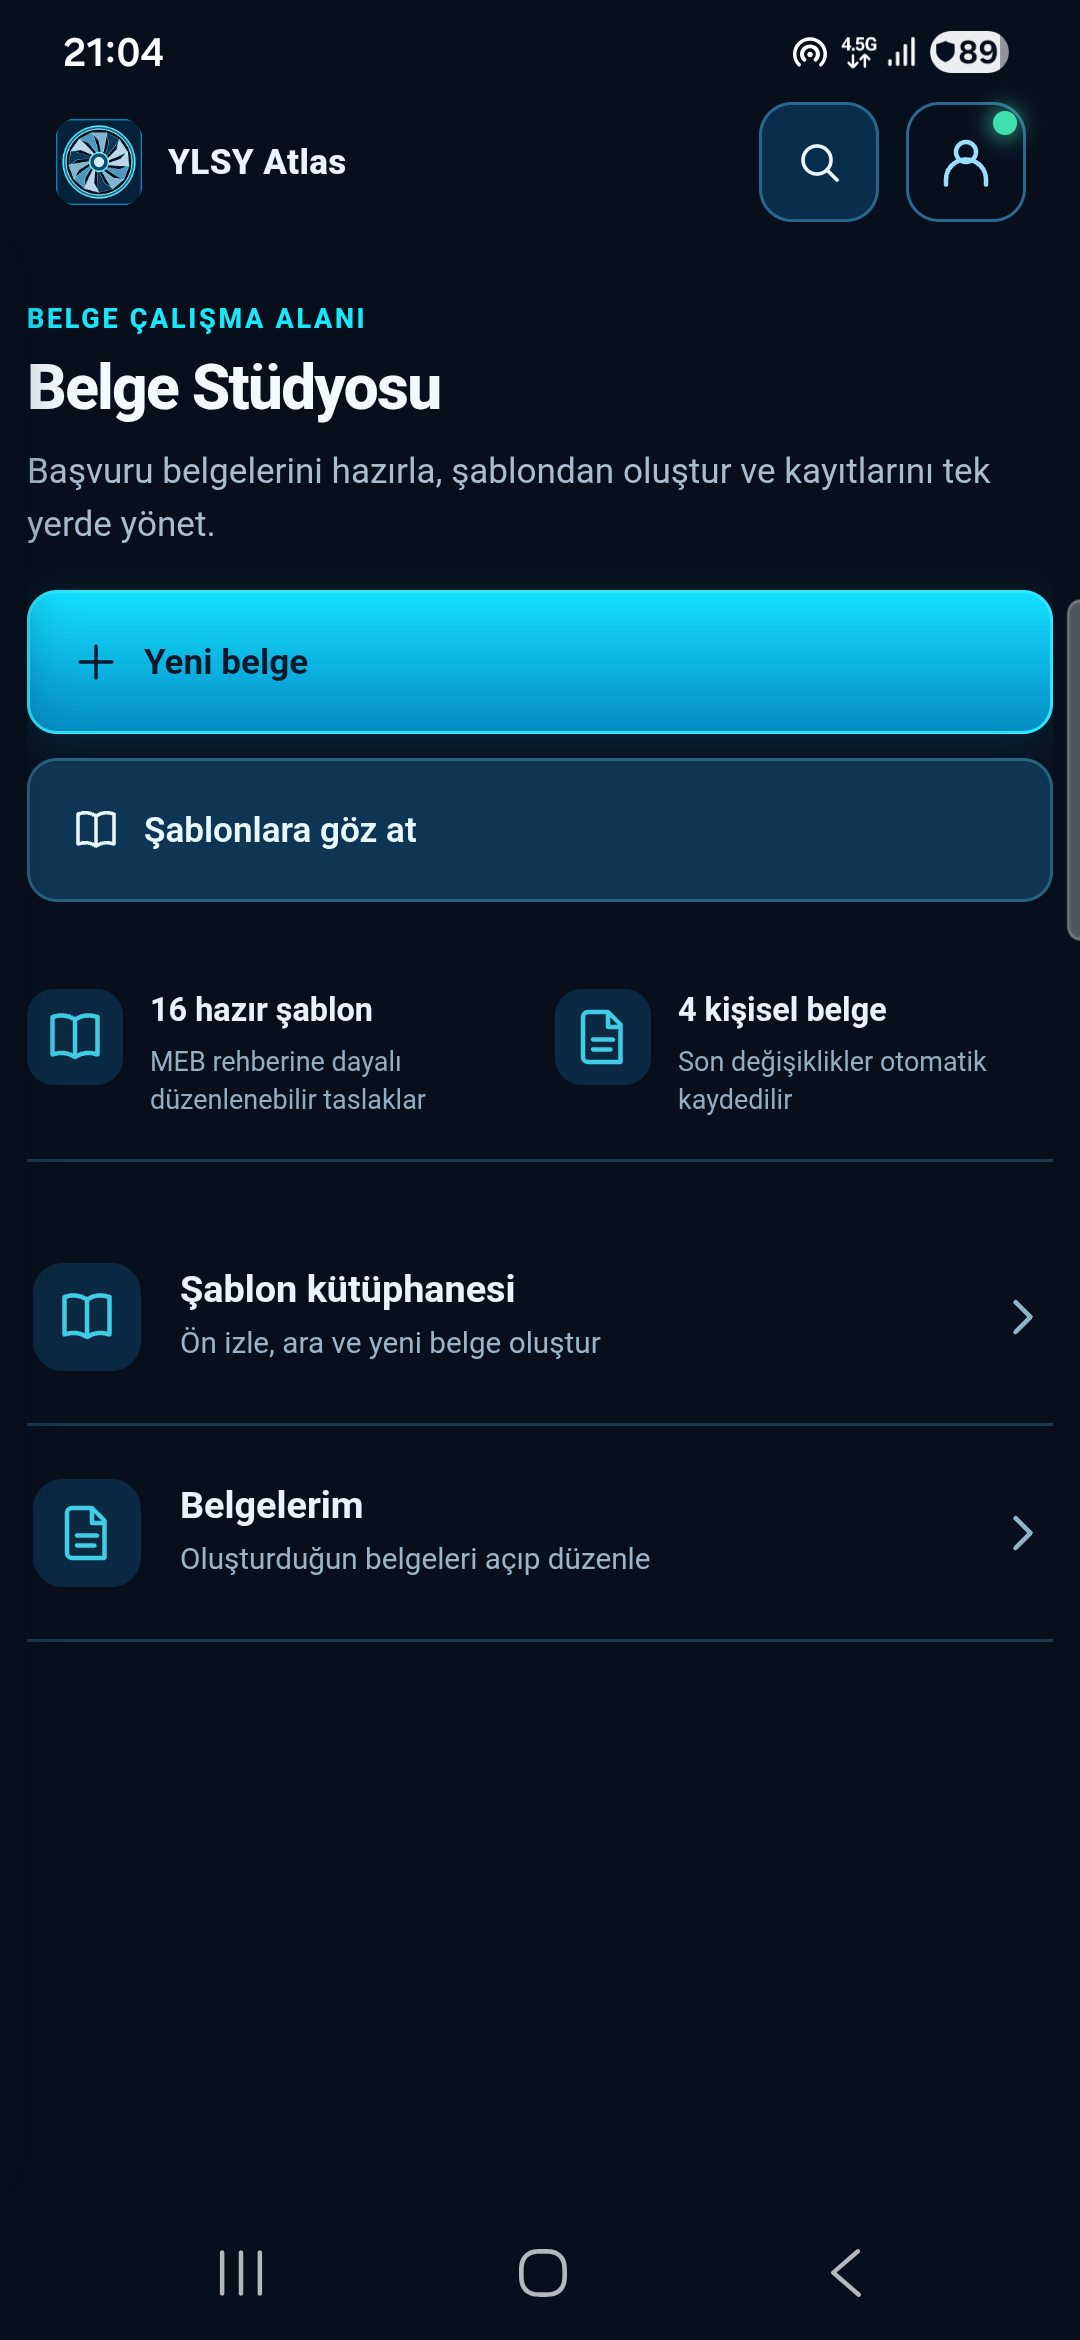 21:04
4.5G
89
YLSY Atlas
BELGE ÇALIŞMA ALANI
Belge Stüdyosu
Başvuru belgelerini hazırla, şablondan oluştur ve kayıtlarını tek
yerde yönet.
Yeni belge
Şablonlara göz at
16 hazır şablon
MEB rehberine dayalı
düzenlenebilir taslaklar
4 kişisel belge
Son değişiklikler otomatik
kaydedilir
Şablon kütüphanesi
Ön izle, ara ve yeni belge oluştur
Belgelerim
Oluşturduğun belgeleri açıp düzenle